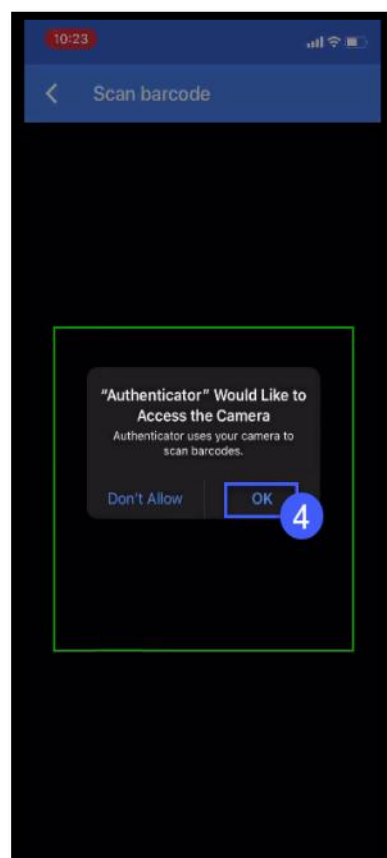 10:23
Scan barcode
“Authenticator” Would Like to
Access the Camera
Authenticator uses your camera to
scan barcodes.
Don't Allow
OK
4